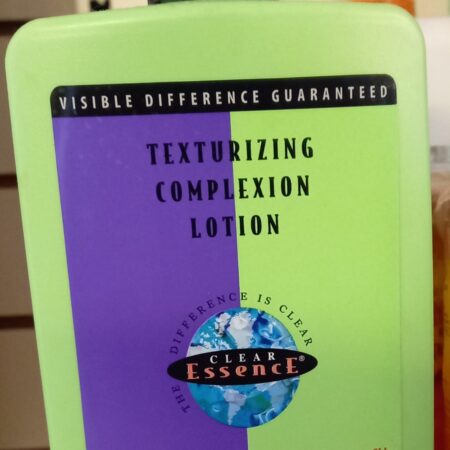 VISIBLE DIFFERENCE GUARANTEED
TEXTURIZING
COMPLEXION
LOTION
THE DIFFERENCE IS CLEAR
CLEAR
EssencE®